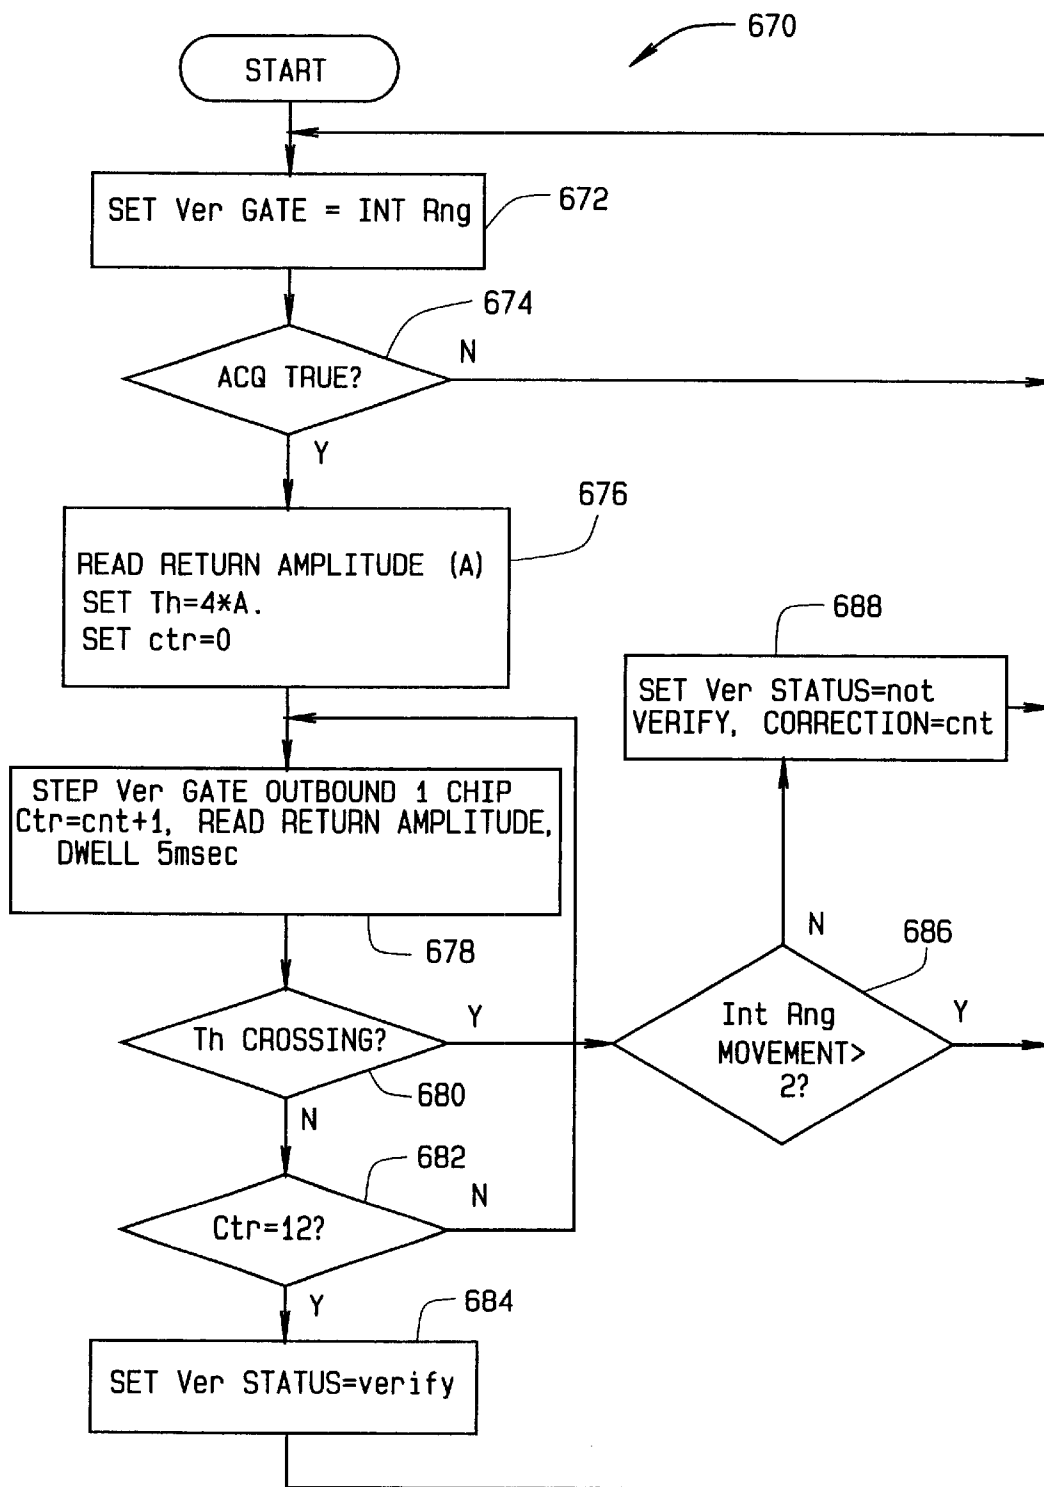 670
START
SET Ver GATE = INT Rng
672
674
ACQ TRUE?
N
Y
676
READ RETURN AMPLITUDE (A)
SET Th=4*A.
SET ctr=0
688
SET Ver STATUS=not
VERIFY, CORRECTION=cnt
STEP Ver GATE OUTBOUND 1 CHIP
Ctr=cnt+1, READ RETURN AMPLITUDE,
DWELL 5msec
678
N
686
Th CROSSING?
Y
680
N
Int Rng
MOVEMENT>
2?
Y
682
Ctr=12?
N
Y
684
SET Ver STATUS=verify